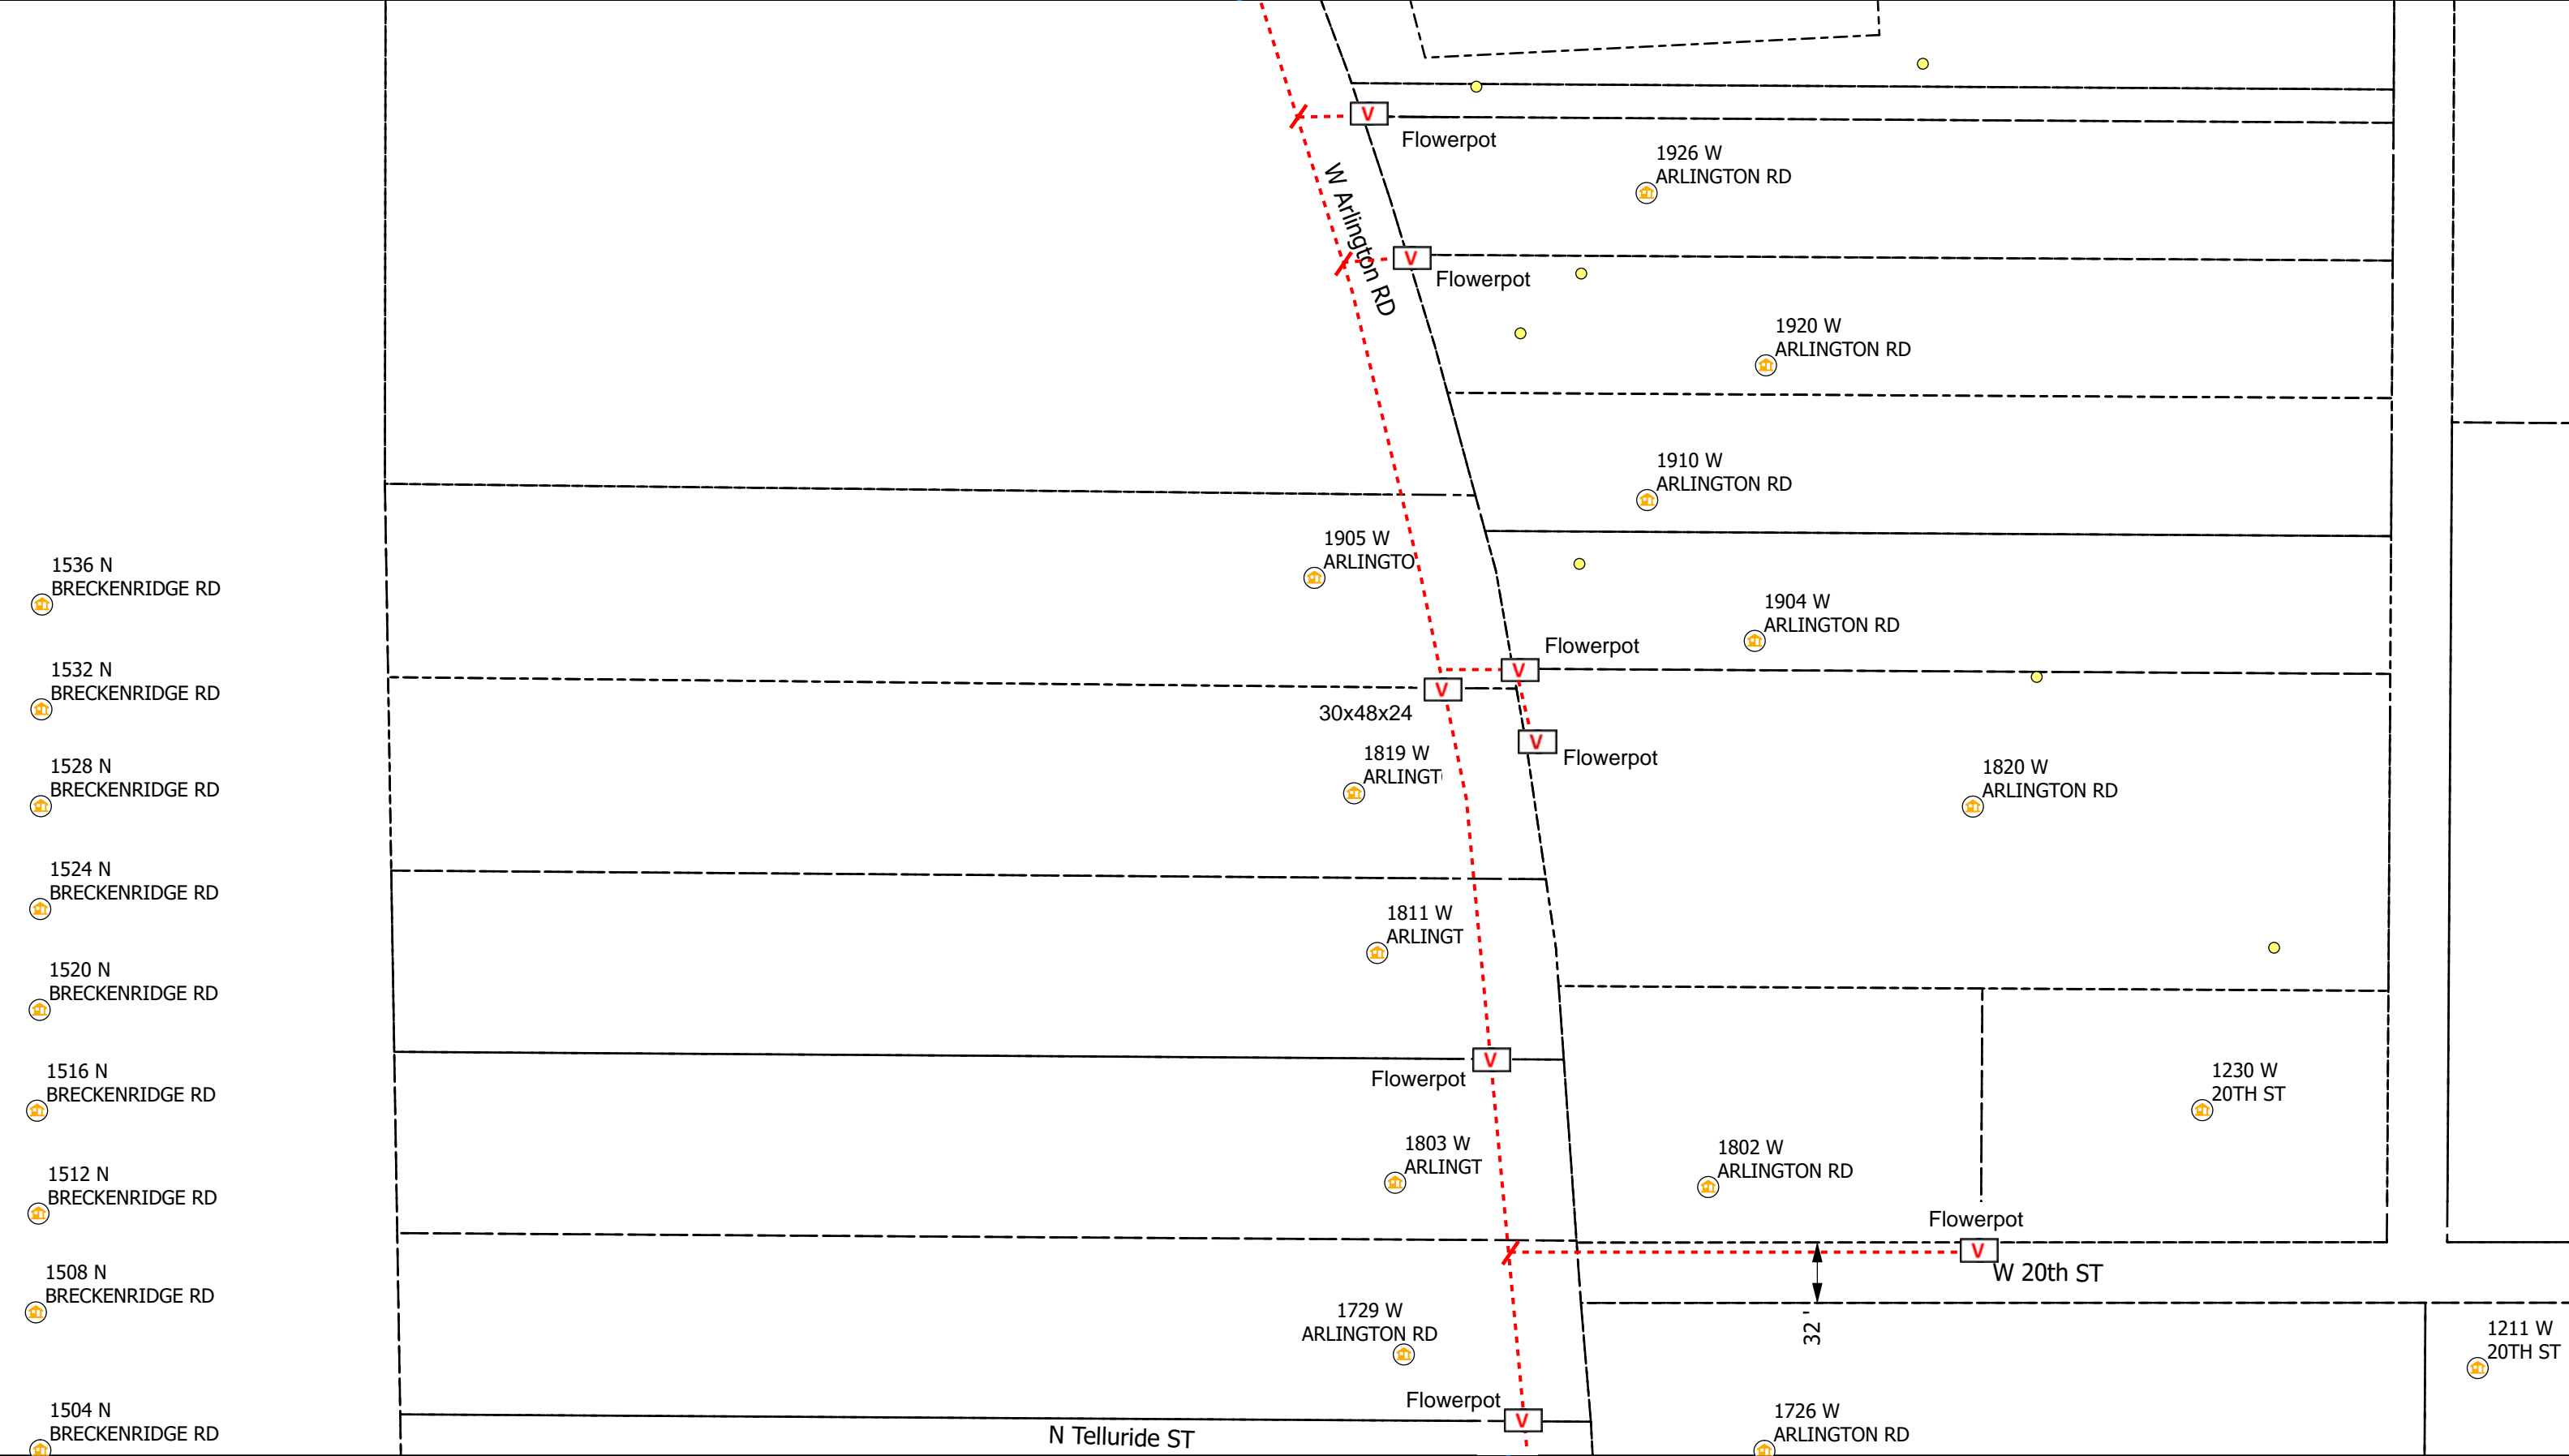 V
Flowerpot
1926 W
ARLINGTON RD
W Arlington RD
V
Flowerpot
1920 W
ARLINGTON RD
1910 W
ARLINGTON RD
1905 W
ARLINGTO
1536 N
BRECKENRIDGE RD
1904 W
ARLINGTON RD
Flowerpot
V
1532 N
BRECKENRIDGE RD
V
30x48x24
V
Flowerpot
1819 W
ARLINGT
1528 N
BRECKENRIDGE RD
1820 W
ARLINGTON RD
1524 N
BRECKENRIDGE RD
1811 W
ARLINGT
1520 N
BRECKENRIDGE RD
V
Flowerpot
1516 N
BRECKENRIDGE RD
1230 W
20TH ST
1803 W
ARLINGT
1802 W
ARLINGTON RD
1512 N
BRECKENRIDGE RD
Flowerpot
V
W 20th ST
1508 N
BRECKENRIDGE RD
32'
1729 W
ARLINGTON RD
1211 W
20TH ST
Flowerpot
V
1504 N
BRECKENRIDGE RD
N Telluride ST
1726 W
ARLINGTON RD